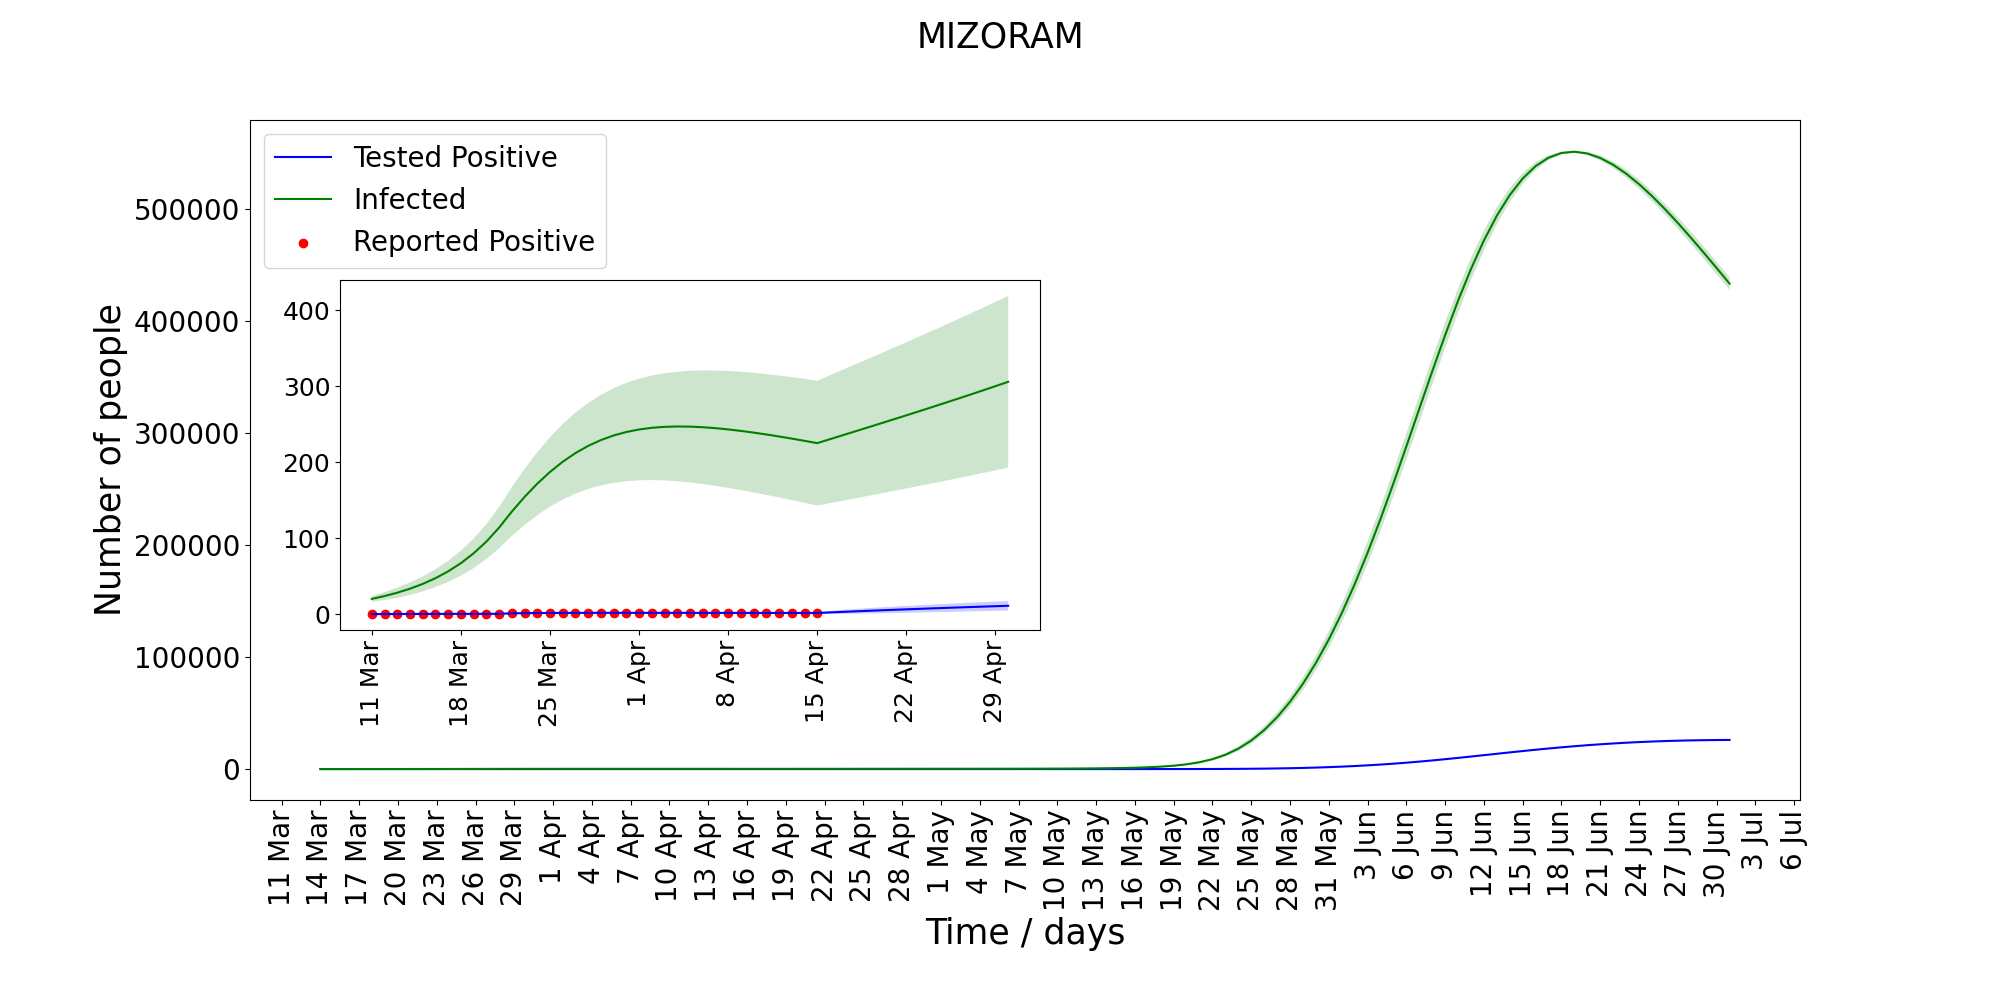 MIZORAM
Tested Positive
Infected
Reported Positive
Number of people
500000
400000
300000
200000
100000
0
400
300
200
100
0
11 Mar
18 Mar
25 Mar
1 Apr
8 Apr
15 Apr
22 Apr
29 Apr
11 Mar
14 Mar
17 Mar
20 Mar
23 Mar
26 Mar
29 Mar
1 Apr
4 Apr
7 Apr
10 Apr
13 Apr
16 Apr
19 Apr
22 Apr
25 Apr
28 Apr
1 May
4 May
7 May
10 May
13 May
16 May
19 May
22 May
25 May
28 May
31 May
3 Jun
6 Jun
9 Jun
12 Jun
15 Jun
18 Jun
21 Jun
24 Jun
27 Jun
30 Jun
3 Jul
6 Jul
Time / days